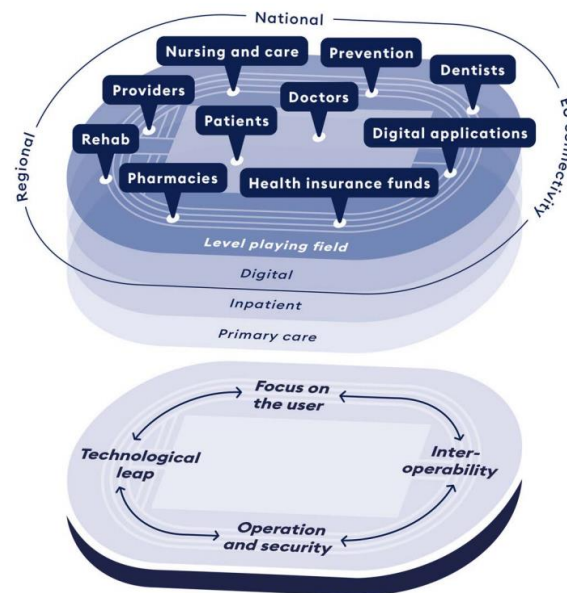 National
Regional
EU connectivity
Nursing and care
Prevention
Dentists
Providers
Doctors
Patients
Rehab
Digital applications
Pharmacies
Health insurance funds
Level playing field
Digital
Inpatient
Primary care
Focus on
the user
Technological
leap
Inter-
operability
Operation
and security